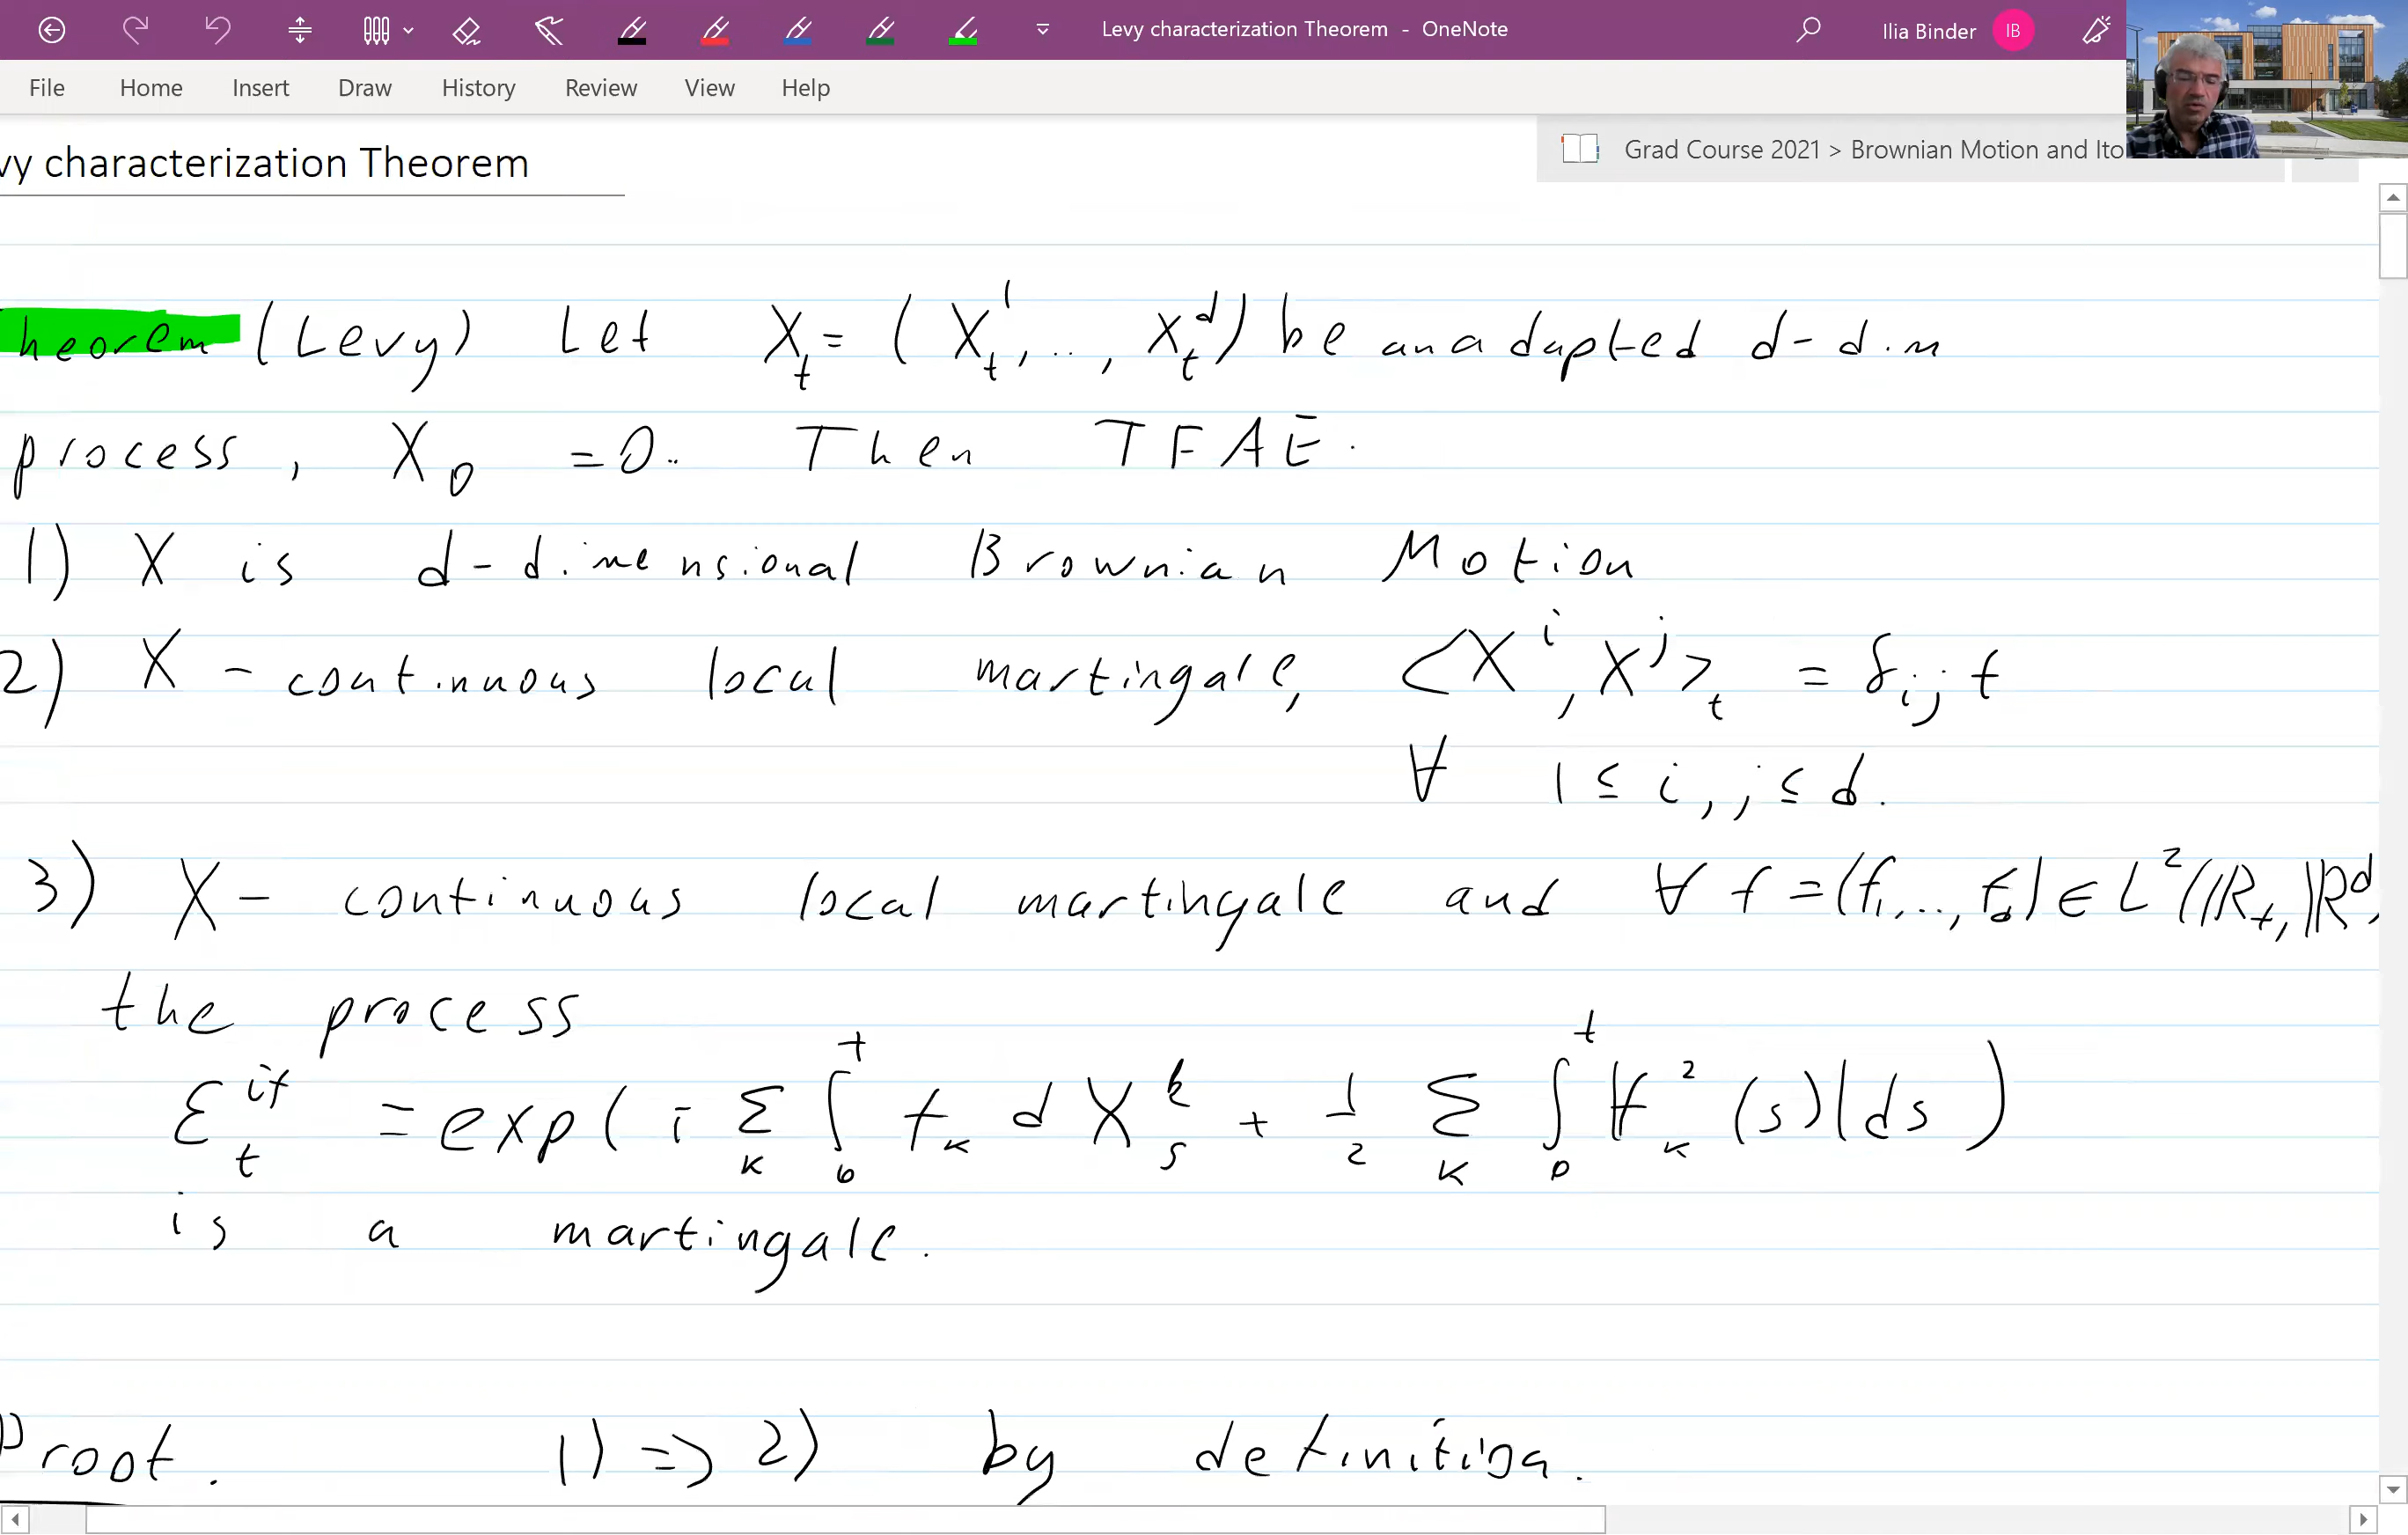 Levy characterization Theorem - OneNote
Ilia Binder IB
File Home Insert Draw History Review View Help
Grad Course 2021 > Brownian Motion and Ito
vy characterization Theorem
heorem (Levy) Let X_t = (X_t^1, .., X_t^d) be an adapted d-dim
process, X_0 = 0. Then TFAE.
1) X is d-dimensional Brownian Motion
2) X - continuous local martingale, <X^i, X^j>_t = δ_ij t
∀ 1 ≤ i, j ≤ d.
3) X - continuous local martingale and ∀ f = (f_1, .., f_d) ∈ L^2(ℝ_+, ℝ^d,
the process
Ɛ_t^{if} = exp( i Σ_k ∫_0^t f_k dX_s^k + 1/2 Σ_k ∫_0^t |f_k^2(s)| ds )
is a martingale.
Proof. 1) => 2) by definition.